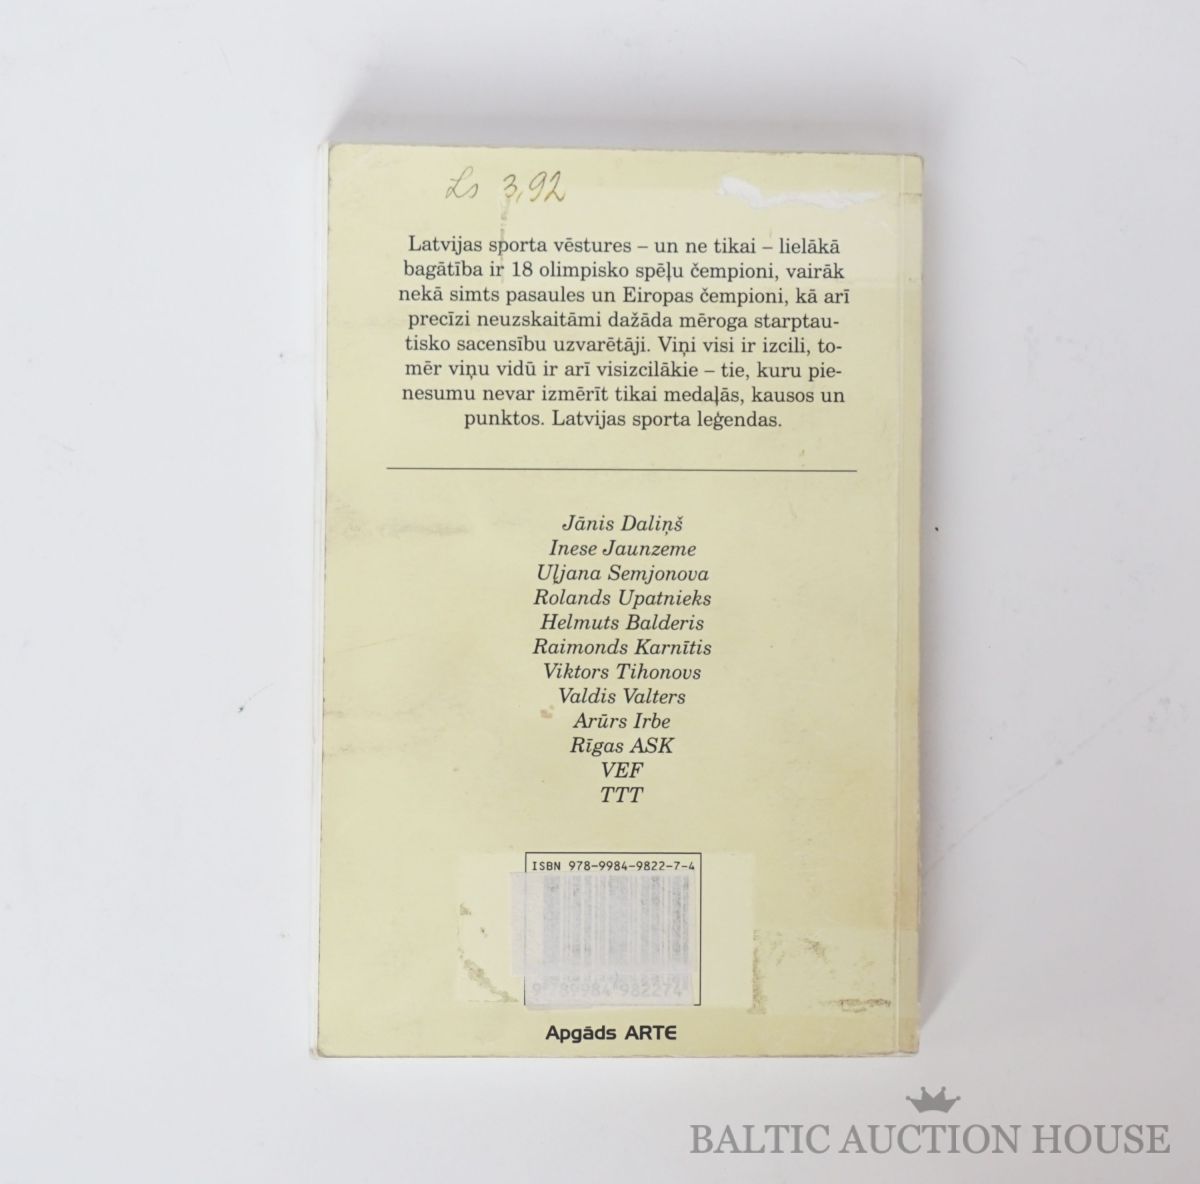 Ls 3,92
Latvijas sporta vēstures – un ne tikai – lielākā
bagātība ir 18 olimpisko spēļu čempioni, vairāk
nekā simts pasaules un Eiropas čempioni, kā arī
precīzi neuzskaitāmi dažāda mēroga starptau-
tisko sacensību uzvarētāji. Viņi visi ir izcili, to-
mēr viņu vidū ir arī visizcilākie – tie, kuru pie-
nesumu nevar izmērīt tikai medaļās, kausos un
punktos. Latvijas sporta leģendas.
Jānis Daliņš
Inese Jaunzeme
Uļjana Semjonova
Rolands Upatnieks
Helmuts Balderis
Raimonds Karnītis
Viktors Tihonovs
Valdis Valters
Arūrs Irbe
Rīgas ASK
VEF
TTT
ISBN 978-9984-9822-7-4
9 789984 982274
Apgāds ARTE
BALTIC AUCTION HOUSE